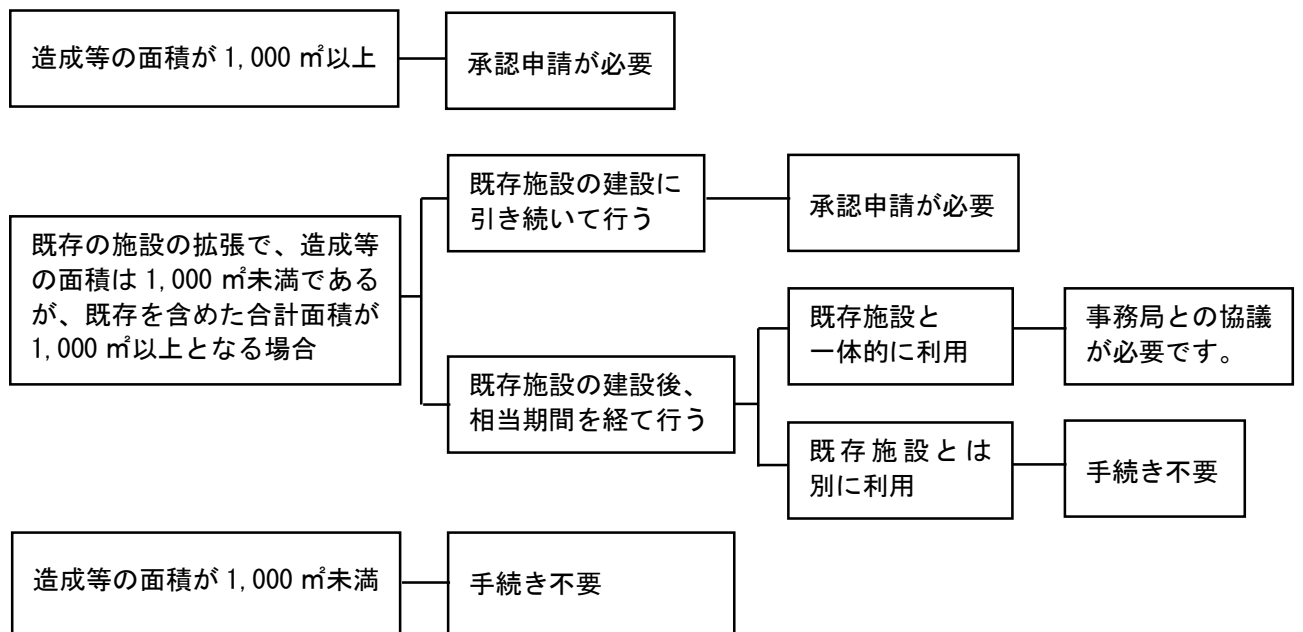 造成等の面積が1,000 ㎡以上
承認申請が必要
既存の施設の拡張で、造成等
の面積は1,000 ㎡未満である
が、既存を含めた合計面積が
1,000 ㎡以上となる場合
既存施設の建設に
引き続いて行う
承認申請が必要
既存施設の建設後、
相当期間を経て行う
既存施設と
一体的に利用
事務局との協議
が必要です。
既存施設とは
別に利用
手続き不要
造成等の面積が1,000 ㎡未満
手続き不要